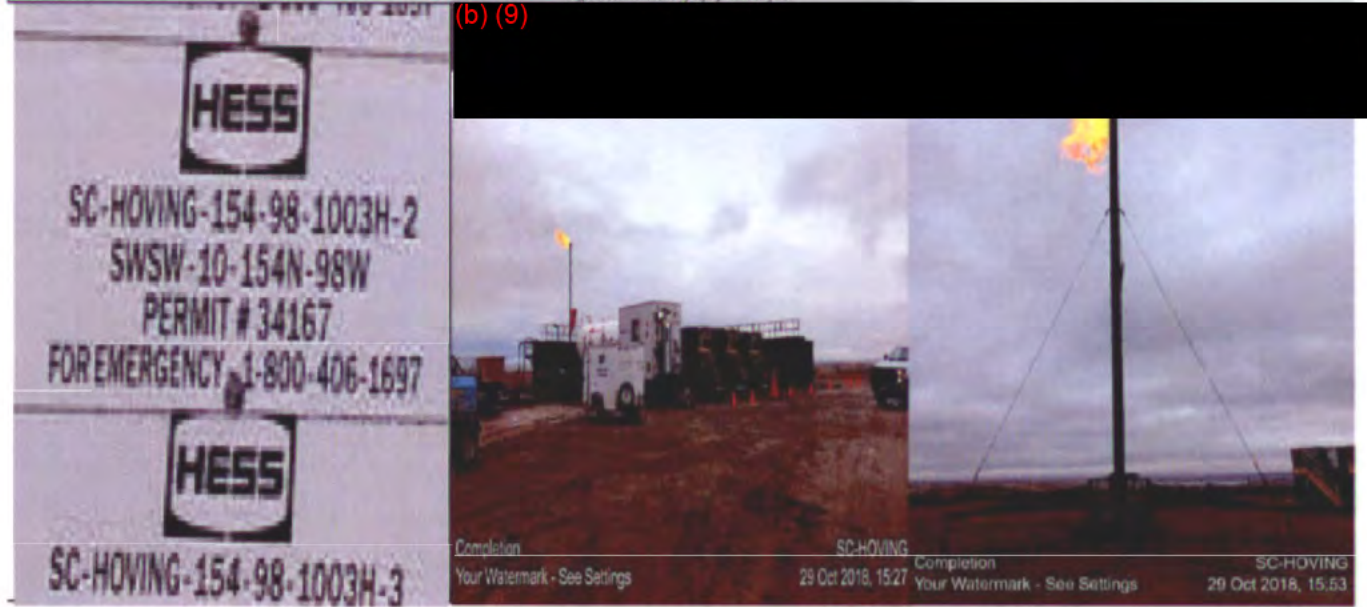 (b) (9)
HESS
SC-HOVING-154-98-1003H-2
SWSW-10-154N-98W
PERMIT # 34167
FOR EMERGENCY 1-800-406-1697
HESS
SC-HOVING-154-98-1003H-3
Completion
SC-HOVING
Your Watermark - See Settings
29 Oct 2018, 15:27
Completion
SC-HOVING
Your Watermark - See Settings
29 Oct 2018, 15:53